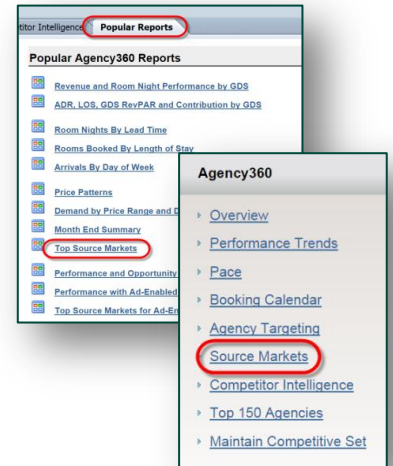 titor Intelligence
Popular Reports
Popular Agency360 Reports
Revenue and Room Night Performance by GDS
ADR, LOS, GDS RevPAR and Contribution by GDS
Room Nights By Lead Time
Rooms Booked By Length of Stay
Arrivals By Day of Week
Price Patterns
Demand by Price Range and D
Month End Summary
Top Source Markets
Performance and Opportunity
Performance with Ad-Enabled
Top Source Markets for Ad-En
Agency360
Overview
Performance Trends
Pace
Booking Calendar
Agency Targeting
Source Markets
Competitor Intelligence
Top 150 Agencies
Maintain Competitive Set